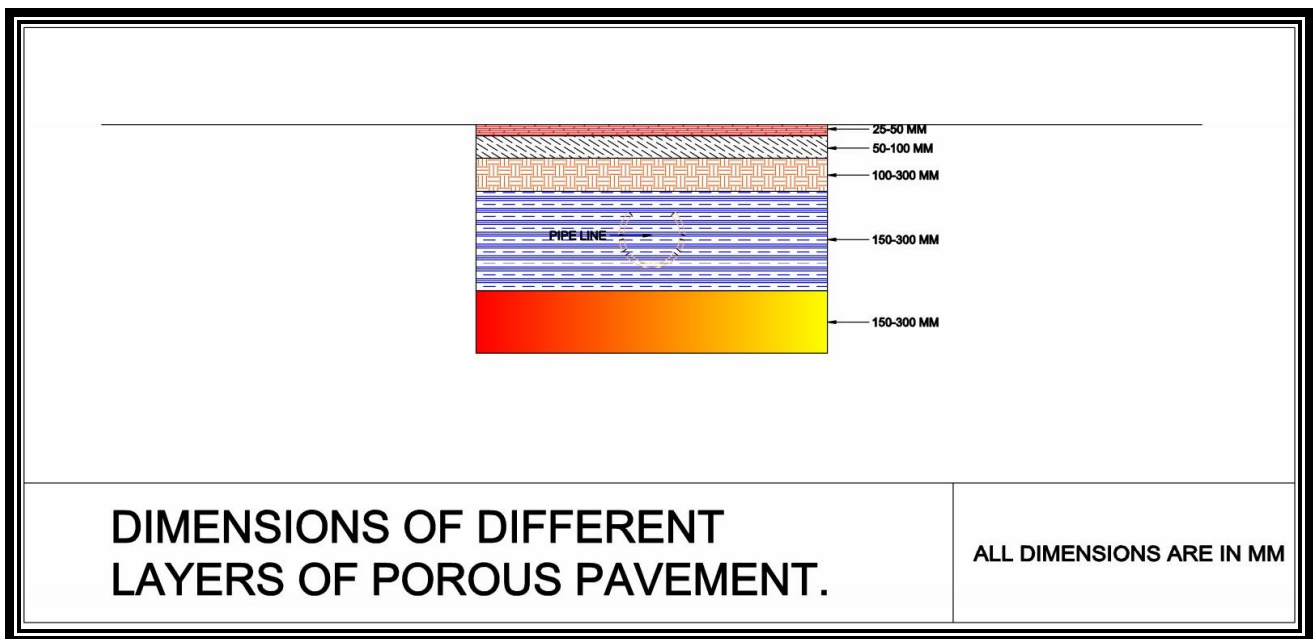 25-50 MM
50-100 MM
100-300 MM
PIPE LINE
150-300 MM
150-300 MM
DIMENSIONS OF DIFFERENT
LAYERS OF POROUS PAVEMENT.
ALL DIMENSIONS ARE IN MM